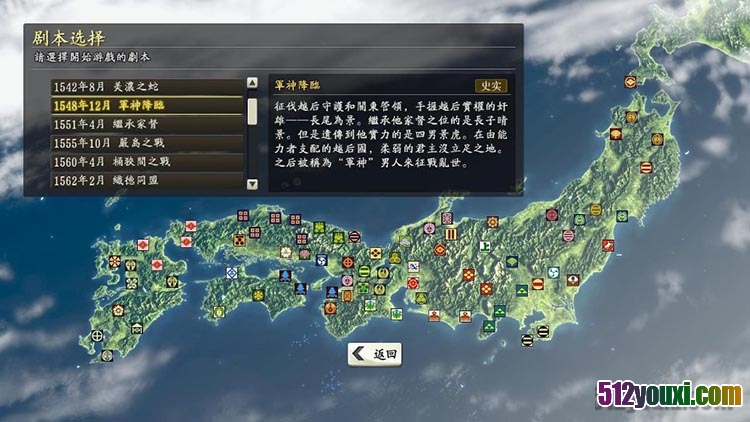 剧本选择
請選擇開始游戲的劇本
1542年8月 美濃之蛇
1548年12月 軍神降臨
1551年4月 繼承家督
1555年10月 嚴島之戰
1560年4月 桶狹間之戰
1562年2月 織徳同盟
軍神降臨
史实
征伐越后守護和関東管領，手握越后實權的奸
雄——長尾為景。繼承他家督之位的是長子晴
景。但是遺傳到他實力的是四男景虎。在由能
力者支配的越后國，柔弱的君主沒立足之地。
之后被稱為“軍神”男人來征戰亂世。
返回
512youxi.com